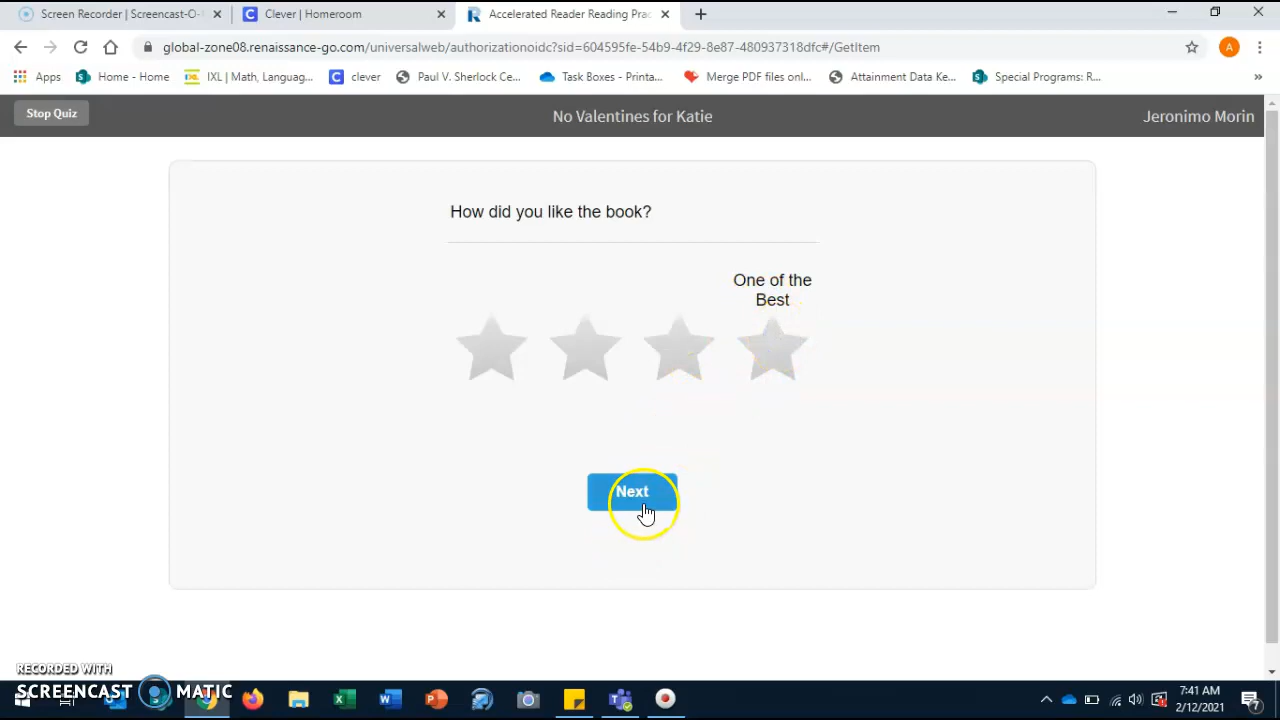 Screen Recorder | Screencast-O-
Clever | Homeroom
Accelerated Reader Reading Prac
global-zone08.renaissance-go.com/universalweb/authorizationoidc?sid=604595fe-54b9-4f29-8e87-480937318dfc#/GetItem
A
Apps
Home - Home
IXL | Math, Languag...
clever
Paul V. Sherlock Ce...
Task Boxes - Printa...
Merge PDF files onl...
Attainment Data Ke...
Special Programs: R...
Stop Quiz
No Valentines for Katie
Jeronimo Morin
How did you like the book?
One of the
Best
Next
RECORDED WITH
SCREENCAST MATIC
7:41 AM
2/12/2021
7